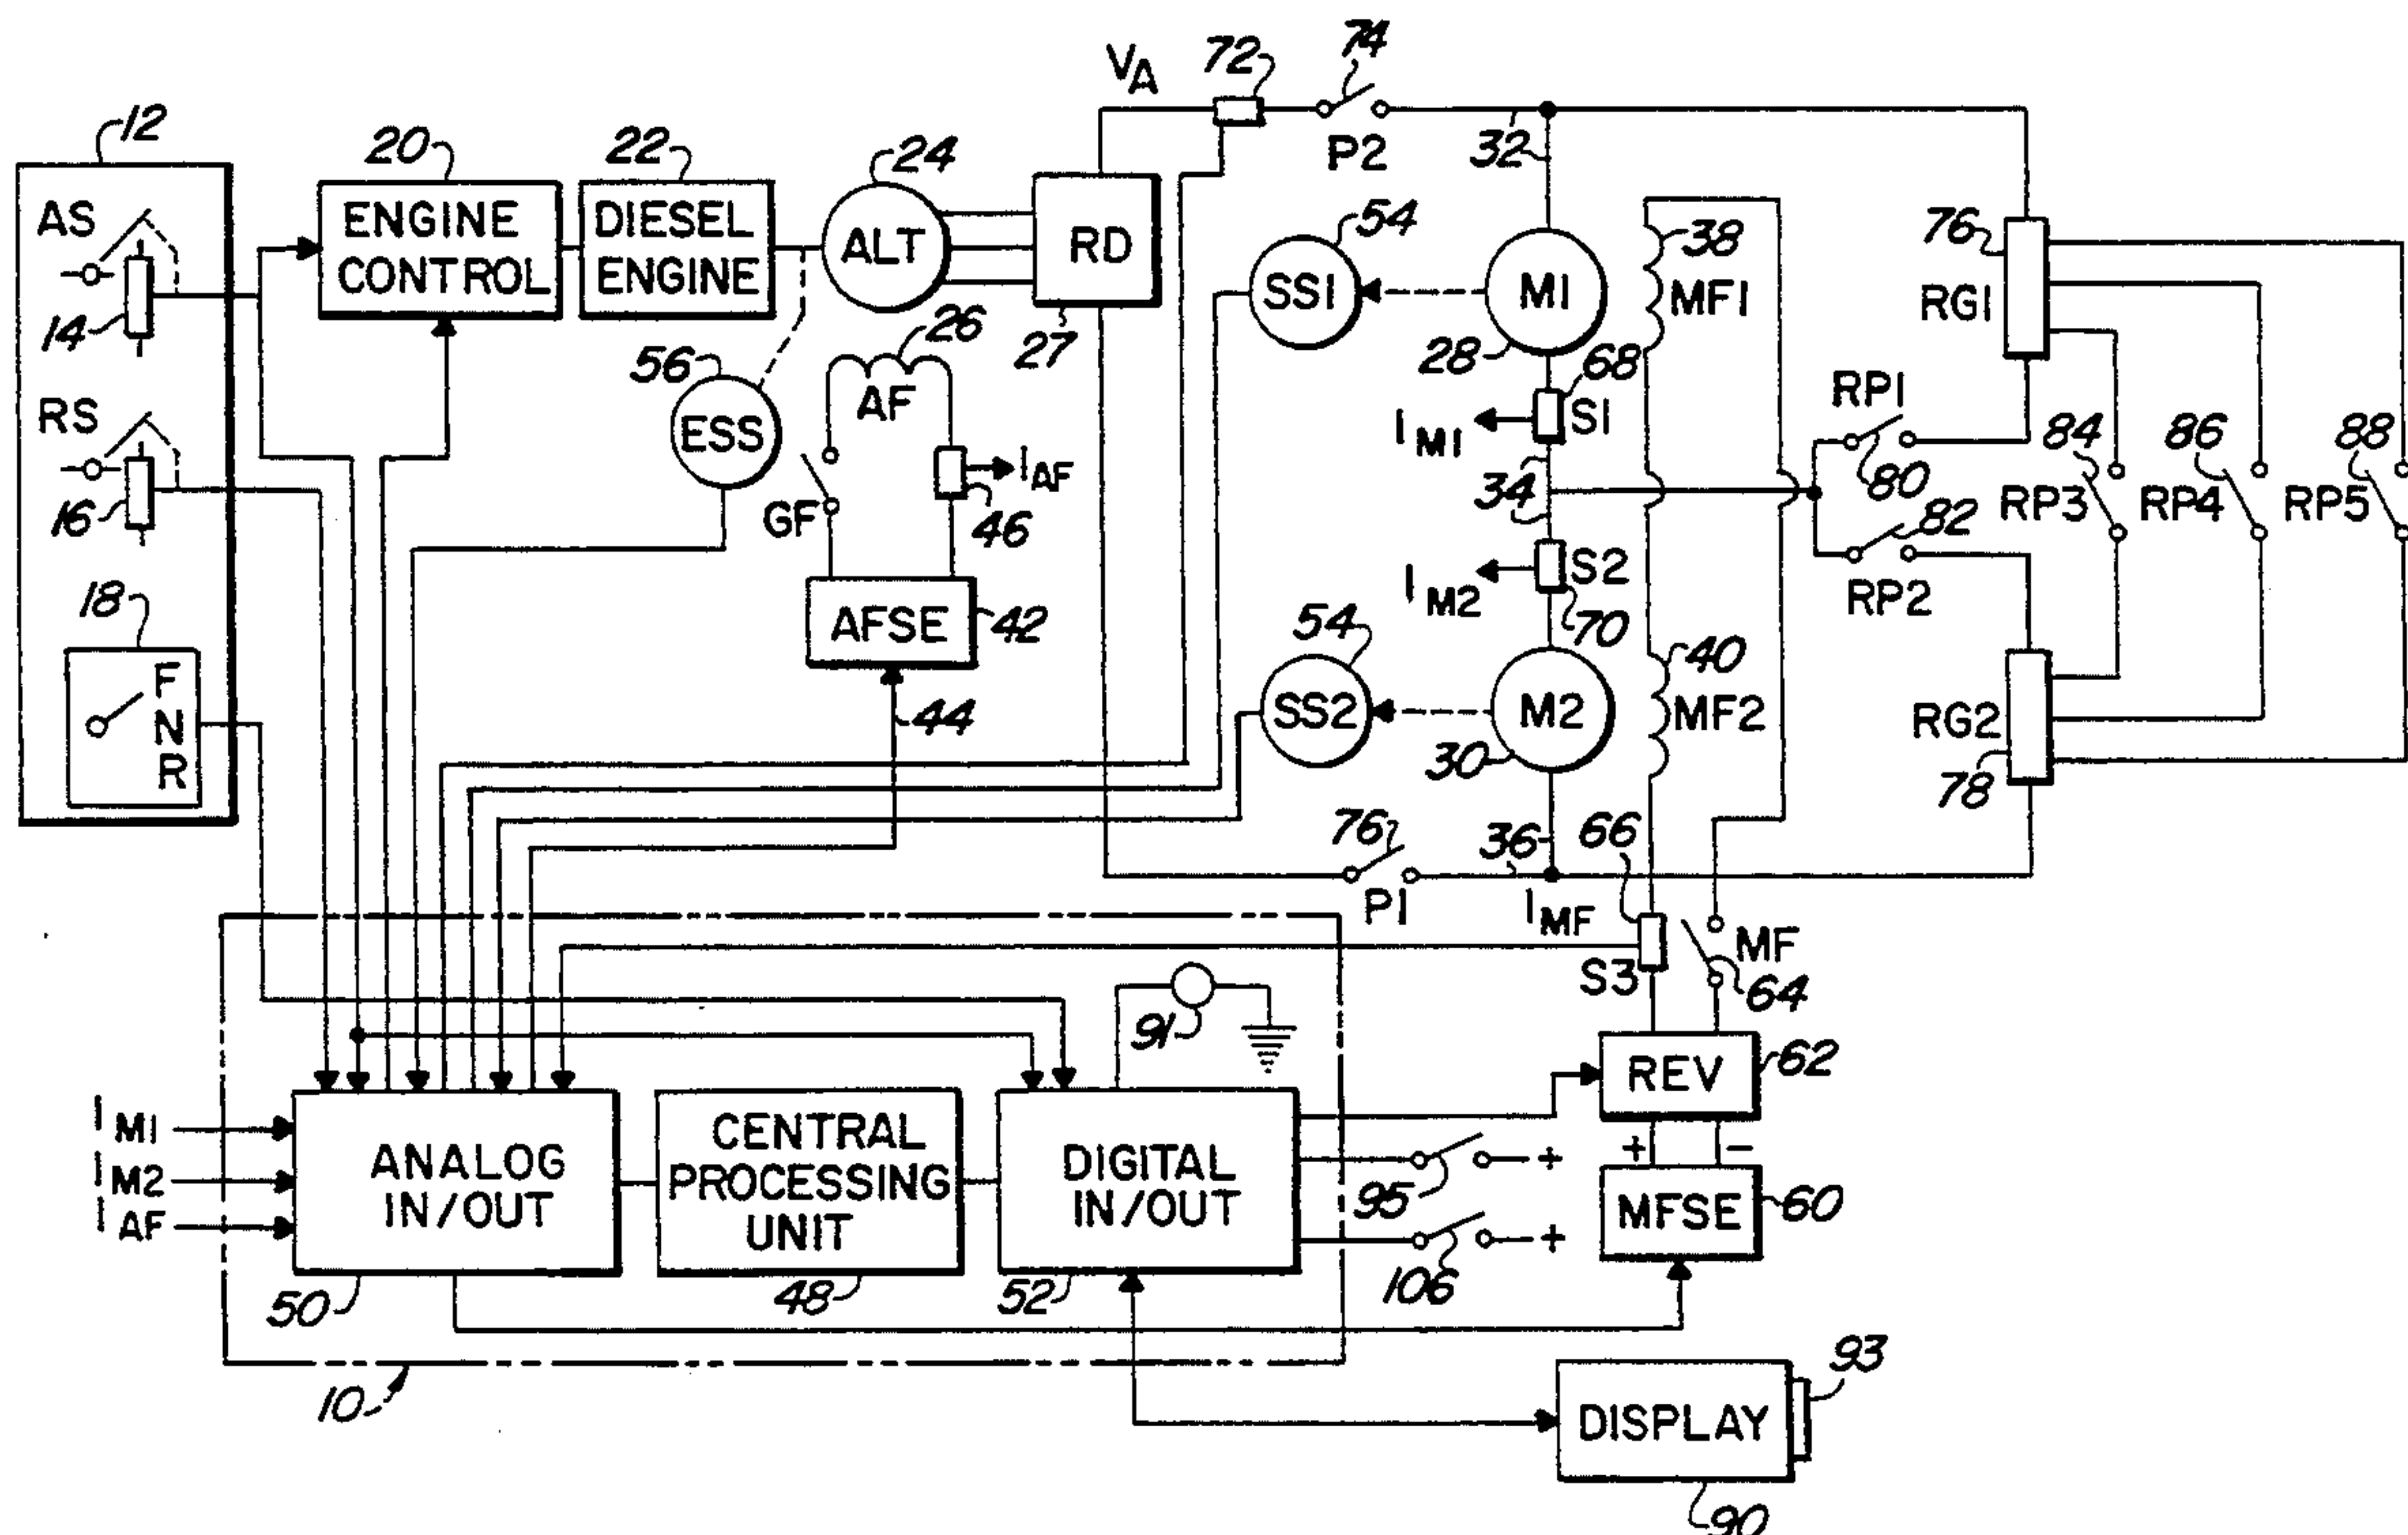 12
AS
14
RS
16
18
F
N
R
20
ENGINE
CONTROL
22
DIESEL
ENGINE
24
ALT
RD
27
56
ESS
26
AF
GF
IAF
46
AFSE
42
44
VA
72
74
P2
32
54
SS1
M1
28
38
MF1
68
S1
IM1
34
S2
IM2
70
54
SS2
M2
30
40
MF2
76
RG1
RP1
80
82
RP2
84
RP3
86
RP4
88
RP5
RG2
78
76
P1
36
66
IMF
S3
MF
64
REV
62
+
-
MFSE
60
91
IM1
IM2
IAF
ANALOG
IN/OUT
50
CENTRAL
PROCESSING
UNIT
48
DIGITAL
IN/OUT
52
95
+
106
+
10
DISPLAY
93
90